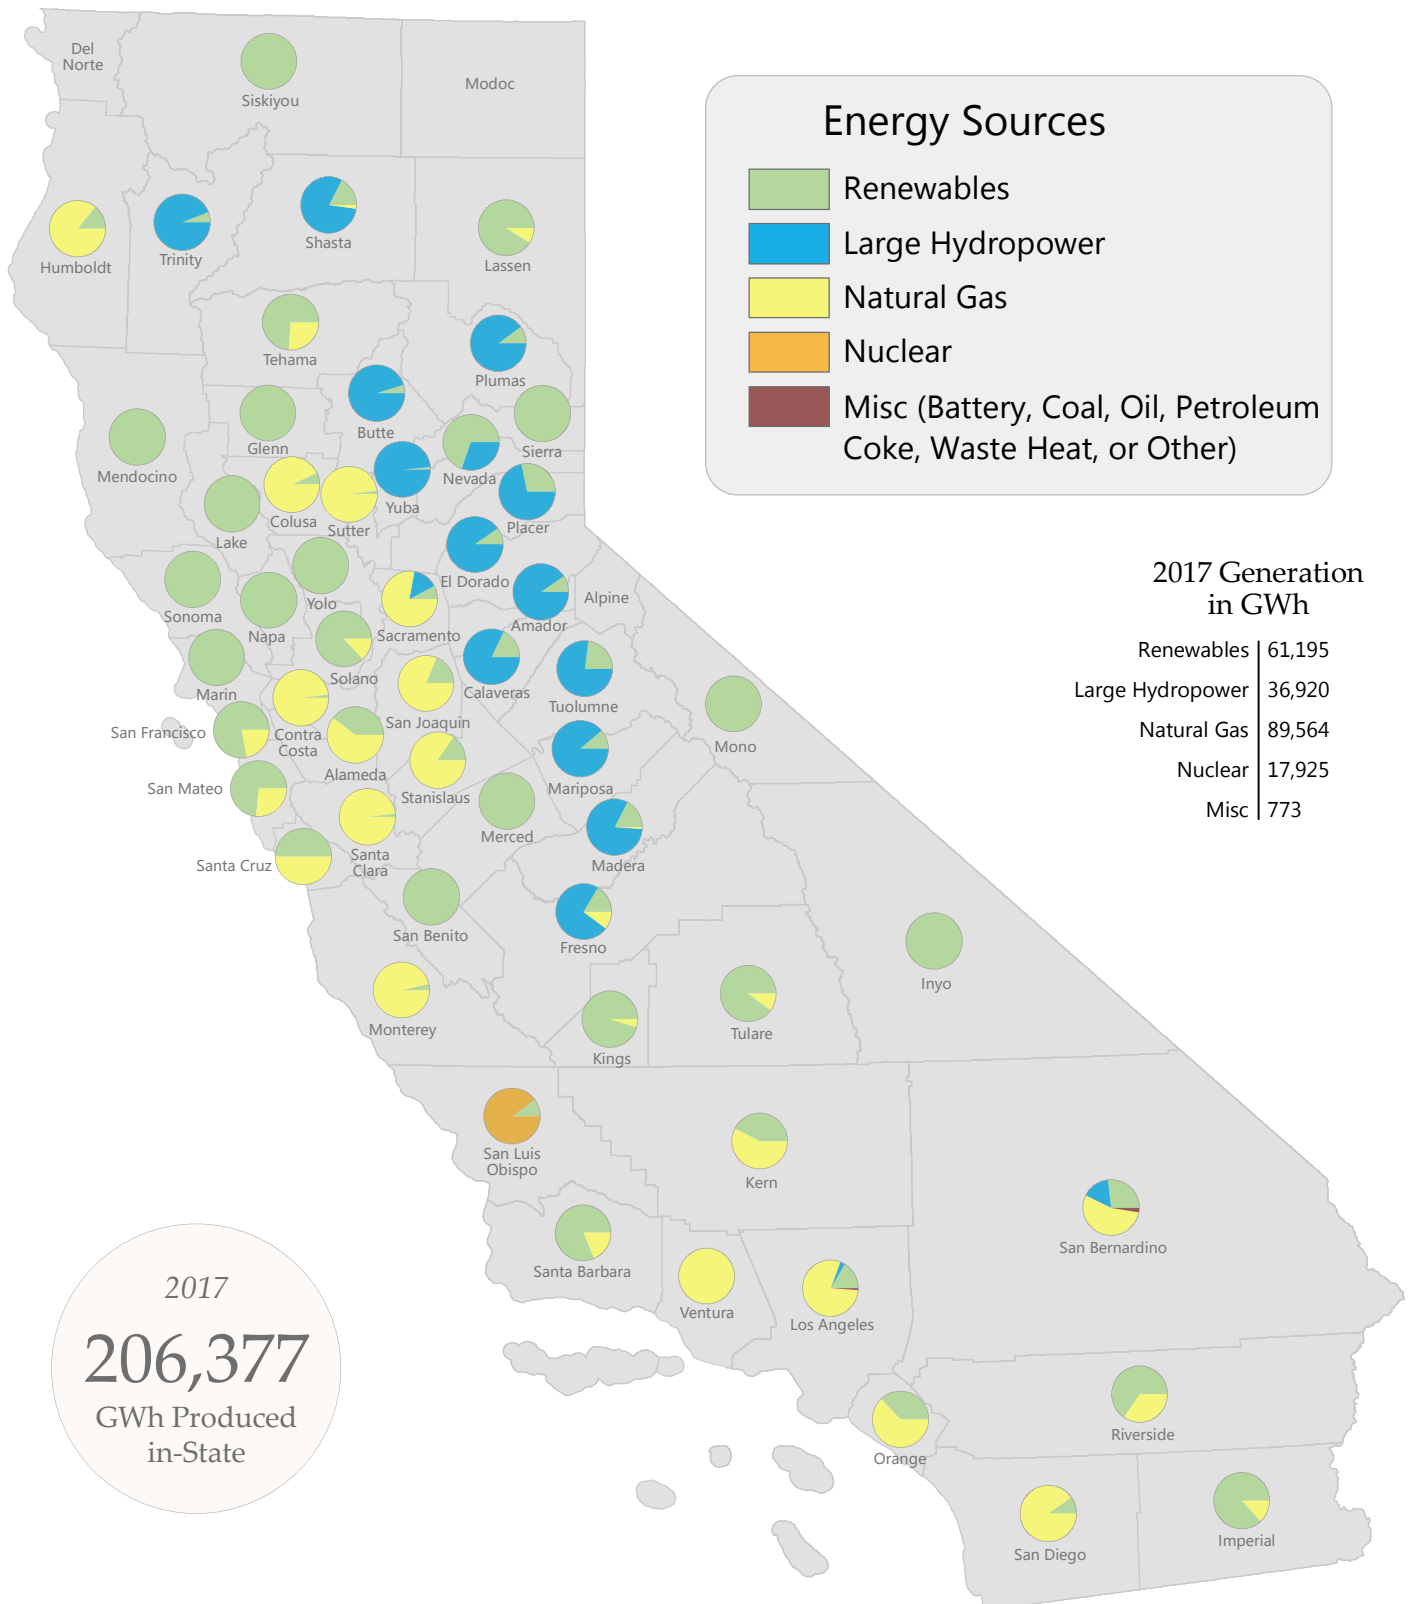 Del
Norte
Siskiyou
Modoc
Energy Sources
Renewables
Large Hydropower
Natural Gas
Nuclear
Misc (Battery, Coal, Oil, Petroleum
Coke, Waste Heat, or Other)
Humboldt
Trinity
Shasta
Lassen
Tehama
Plumas
Butte
Sierra
Glenn
Mendocino
Nevada
Colusa
Sutter
Yuba
Placer
Lake
El Dorado
Alpine
Sonoma
Napa
Yolo
Sacramento
Amador
Solano
Marin
Calaveras
Tuolumne
San Joaquin
San Francisco
Contra
Costa
Mono
Alameda
San Mateo
Stanislaus
Mariposa
Merced
Santa Cruz
Santa
Clara
Madera
San Benito
Fresno
Inyo
Monterey
Kings
Tulare
San Luis
Obispo
Kern
San Bernardino
Santa Barbara
Ventura
Los Angeles
Orange
Riverside
San Diego
Imperial
2017 Generation
in GWh
Renewables 61,195
Large Hydropower 36,920
Natural Gas 89,564
Nuclear 17,925
Misc 773
2017
206,377
GWh Produced
in-State